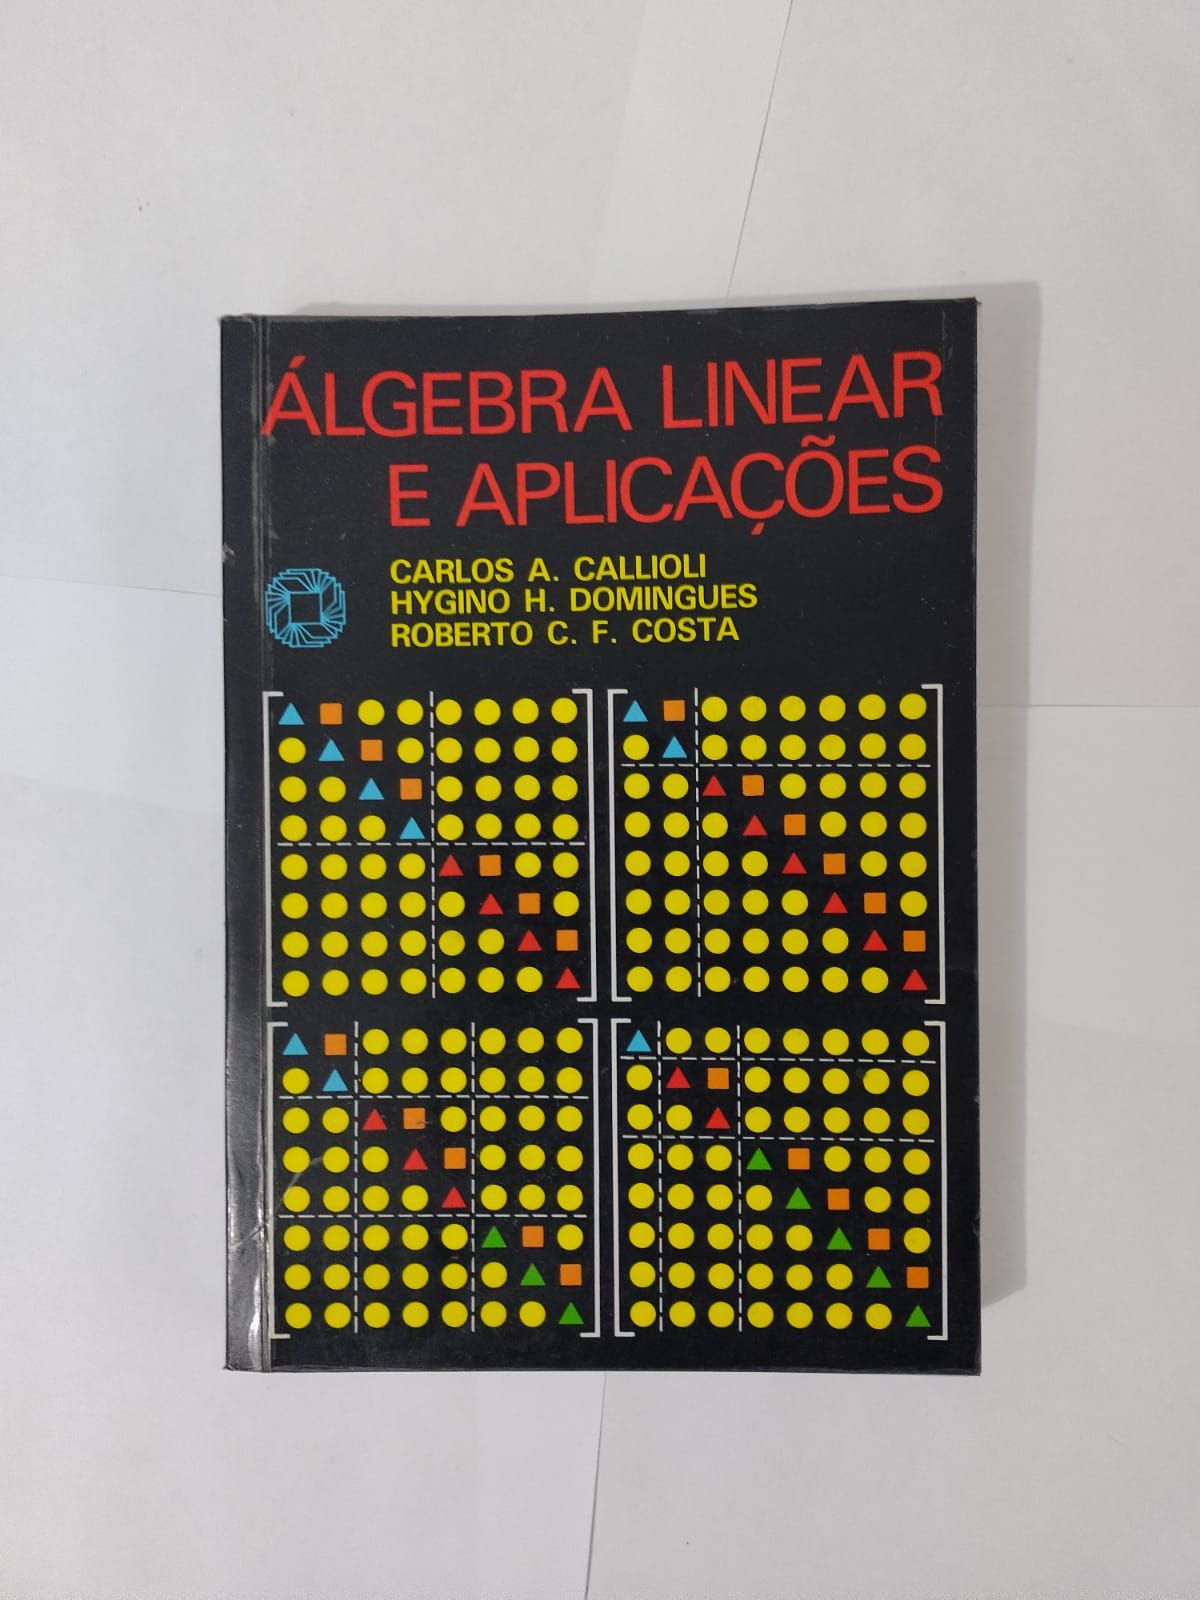 ÁLGEBRA LINEAR
E APLICAÇÕES
CARLOS A. CALLIOLI
HYGINO H. DOMINGUES
ROBERTO C. F. COSTA